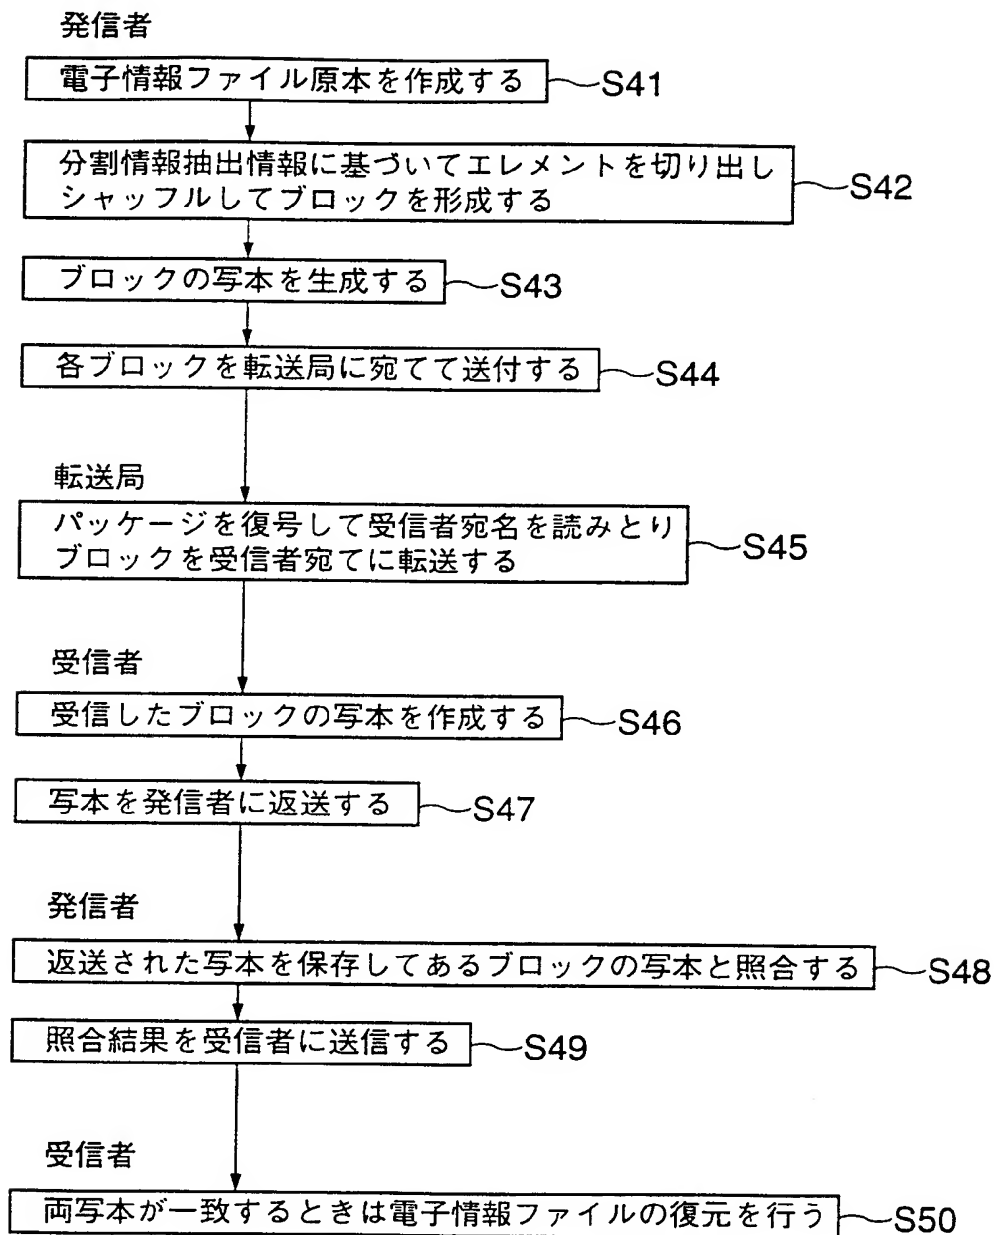 発信者
電子情報ファイル原本を作成する S41
分割情報抽出情報に基づいてエレメントを切り出し
シャッフルしてブロックを形成する S42
ブロックの写本を生成する S43
各ブロックを転送局に宛てて送付する S44
転送局
パッケージを復号して受信者宛名を読みとり
ブロックを受信者宛てに転送する S45
受信者
受信したブロックの写本を作成する S46
写本を発信者に返送する S47
発信者
返送された写本を保存してあるブロックの写本と照合する S48
照合結果を受信者に送信する S49
受信者
両写本が一致するときは電子情報ファイルの復元を行う S50